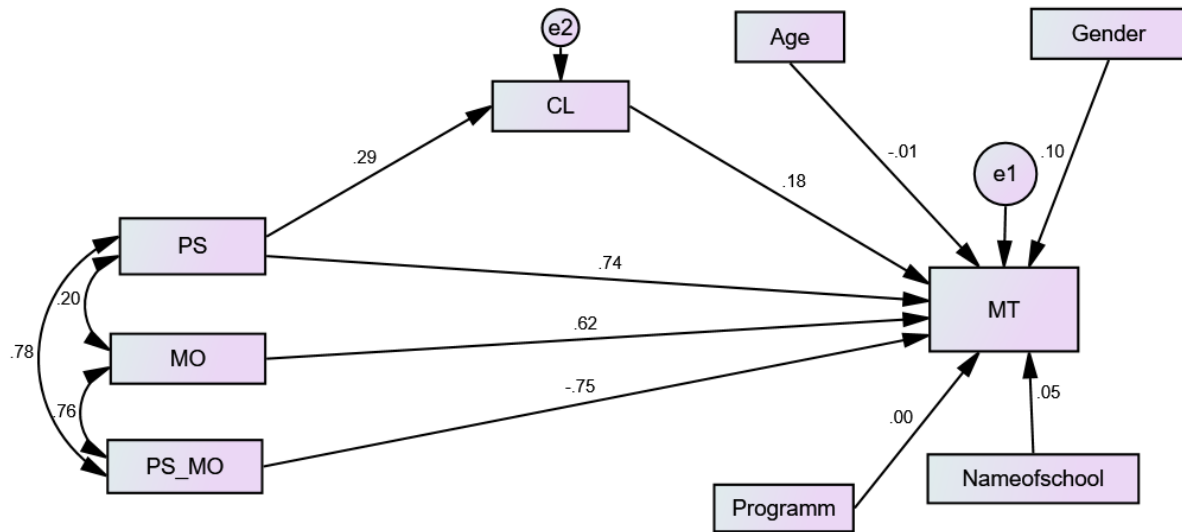 e2
Age
Gender
CL
.29
.18
-.01
.10
e1
PS
.74
MT
.20
.78
MO
.62
.76
-.75
PS_MO
.00
.05
Programm
Nameofschool